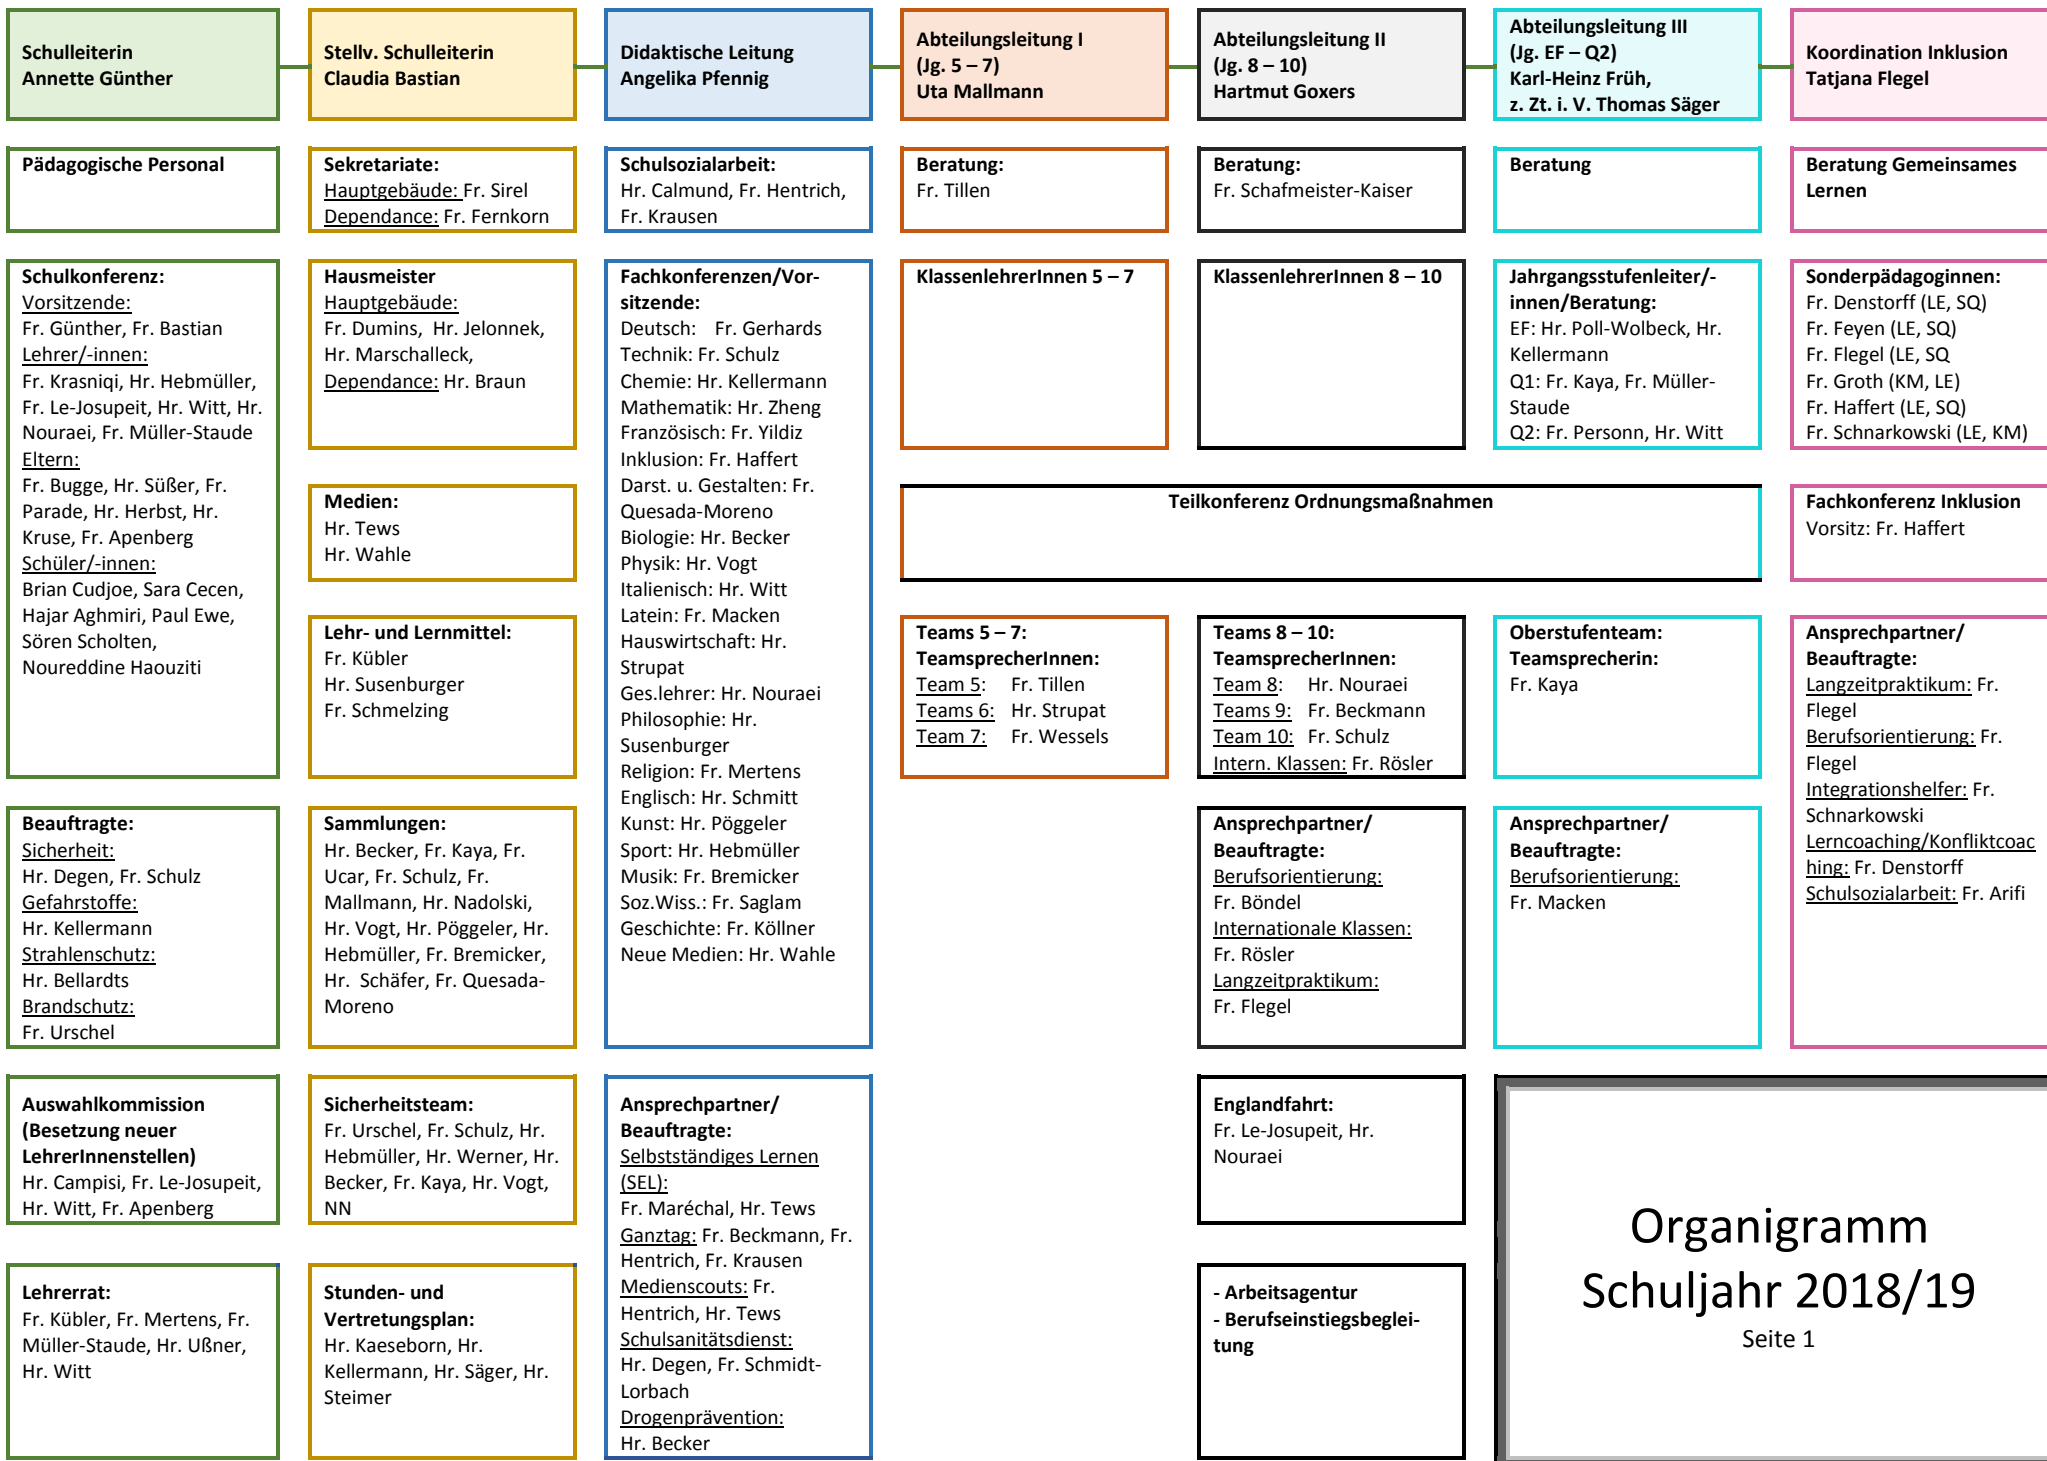 Schulleiterin
Annette Günther
Stellv. Schulleiterin
Claudia Bastian
Didaktische Leitung
Angelika Pfennig
Abteilungsleitung I
(Jg. 5 – 7)
Uta Mallmann
Abteilungsleitung II
(Jg. 8 – 10)
Hartmut Goxers
Abteilungsleitung III
(Jg. EF – Q2)
Karl-Heinz Früh,
z. Zt. i. V. Thomas Säger
Koordination Inklusion
Tatjana Flegel
Pädagogische Personal
Sekretariate:
Hauptgebäude: Fr. Sirel
Dependance: Fr. Fernkorn
Schulsozialarbeit:
Hr. Calmund, Fr. Hentrich,
Fr. Krausen
Beratung:
Fr. Tillen
Beratung:
Fr. Schafmeister-Kaiser
Beratung
Beratung Gemeinsames
Lernen
Schulkonferenz:
Vorsitzende:
Fr. Günther, Fr. Bastian
Lehrer/-innen:
Fr. Krasniqi, Hr. Hebmüller,
Fr. Le-Josupeit, Hr. Witt, Hr.
Nouraei, Fr. Müller-Staude
Eltern:
Fr. Bugge, Hr. Süßer, Fr.
Parade, Hr. Herbst, Hr.
Kruse, Fr. Apenberg
Schüler/-innen:
Brian Cudjoe, Sara Cecen,
Hajar Aghmiri, Paul Ewe,
Sören Scholten,
Noureddine Haouziti
Hausmeister
Hauptgebäude:
Fr. Dumins,  Hr. Jelonnek,
Hr. Marschalleck,
Dependance: Hr. Braun
Fachkonferenzen/Vor-
sitzende:
Deutsch:   Fr. Gerhards
Technik: Fr. Schulz
Chemie: Hr. Kellermann
Mathematik: Hr. Zheng
Französisch: Fr. Yildiz
Inklusion: Fr. Haffert
Darst. u. Gestalten: Fr.
Quesada-Moreno
Biologie: Hr. Becker
Physik: Hr. Vogt
Italienisch: Hr. Witt
Latein: Fr. Macken
Hauswirtschaft: Hr.
Strupat
Ges.lehrer: Hr. Nouraei
Philosophie: Hr.
Susenburger
Religion: Fr. Mertens
Englisch: Hr. Schmitt
Kunst: Hr. Pöggeler
Sport: Hr. Hebmüller
Musik: Fr. Bremicker
Soz.Wiss.: Fr. Saglam
Geschichte: Fr. Köllner
Neue Medien: Hr. Wahle
KlassenlehrerInnen 5 – 7
KlassenlehrerInnen 8 – 10
Jahrgangsstufenleiter/-
innen/Beratung:
EF: Hr. Poll-Wolbeck, Hr.
Kellermann
Q1: Fr. Kaya, Fr. Müller-
Staude
Q2: Fr. Personn, Hr. Witt
Sonderpädagoginnen:
Fr. Denstorff (LE, SQ)
Fr. Feyen (LE, SQ)
Fr. Flegel (LE, SQ
Fr. Groth (KM, LE)
Fr. Haffert (LE, SQ)
Fr. Schnarkowski (LE, KM)
Medien:
Hr. Tews
Hr. Wahle
Teilkonferenz Ordnungsmaßnahmen
Fachkonferenz Inklusion
Vorsitz: Fr. Haffert
Lehr- und Lernmittel:
Fr. Kübler
Hr. Susenburger
Fr. Schmelzing
Teams 5 – 7:
TeamsprecherInnen:
Team 5:   Fr. Tillen
Teams 6:  Hr. Strupat
Team 7:   Fr. Wessels
Teams 8 – 10:
TeamsprecherInnen:
Team 8:   Hr. Nouraei
Teams 9:  Fr. Beckmann
Team 10:  Fr. Schulz
Intern. Klassen: Fr. Rösler
Oberstufenteam:
Teamsprecherin:
Fr. Kaya
Ansprechpartner/
Beauftragte:
Langzeitpraktikum: Fr.
Flegel
Berufsorientierung: Fr.
Flegel
Integrationshelfer: Fr.
Schnarkowski
Lerncoaching/Konfliktcoac
hing: Fr. Denstorff
Schulsozialarbeit: Fr. Arifi
Beauftragte:
Sicherheit:
Hr. Degen, Fr. Schulz
Gefahrstoffe:
Hr. Kellermann
Strahlenschutz:
Hr. Bellardts
Brandschutz:
Fr. Urschel
Sammlungen:
Hr. Becker, Fr. Kaya, Fr.
Ucar, Fr. Schulz, Fr.
Mallmann, Hr. Nadolski,
Hr. Vogt, Hr. Pöggeler, Hr.
Hebmüller, Fr. Bremicker,
Hr.  Schäfer, Fr. Quesada-
Moreno
Ansprechpartner/
Beauftragte:
Berufsorientierung:
Fr. Böndel
Internationale Klassen:
Fr. Rösler
Langzeitpraktikum:
Fr. Flegel
Ansprechpartner/
Beauftragte:
Berufsorientierung:
Fr. Macken
Auswahlkommission
(Besetzung neuer
LehrerInnenstellen)
Hr. Campisi, Fr. Le-Josupeit,
Hr. Witt, Fr. Apenberg
Sicherheitsteam:
Fr. Urschel, Fr. Schulz, Hr.
Hebmüller, Hr. Werner, Hr.
Becker, Fr. Kaya, Hr. Vogt,
NN
Ansprechpartner/
Beauftragte:
Selbstständiges Lernen
(SEL):
Fr. Maréchal, Hr. Tews
Ganztag: Fr. Beckmann, Fr.
Hentrich, Fr. Krausen
Medienscouts: Fr.
Hentrich, Hr. Tews
Schulsanitätsdienst:
Hr. Degen, Fr. Schmidt-
Lorbach
Drogenprävention:
Hr. Becker
Englandfahrt:
Fr. Le-Josupeit, Hr.
Nouraei
Lehrerrat:
Fr. Kübler, Fr. Mertens, Fr.
Müller-Staude, Hr. Ußner,
Hr. Witt
Stunden- und
Vertretungsplan:
Hr. Kaeseborn, Hr.
Kellermann, Hr. Säger, Hr.
Steimer
- Arbeitsagentur
- Berufseinstiegsbeglei-
tung
Organigramm
Schuljahr 2018/19
Seite 1